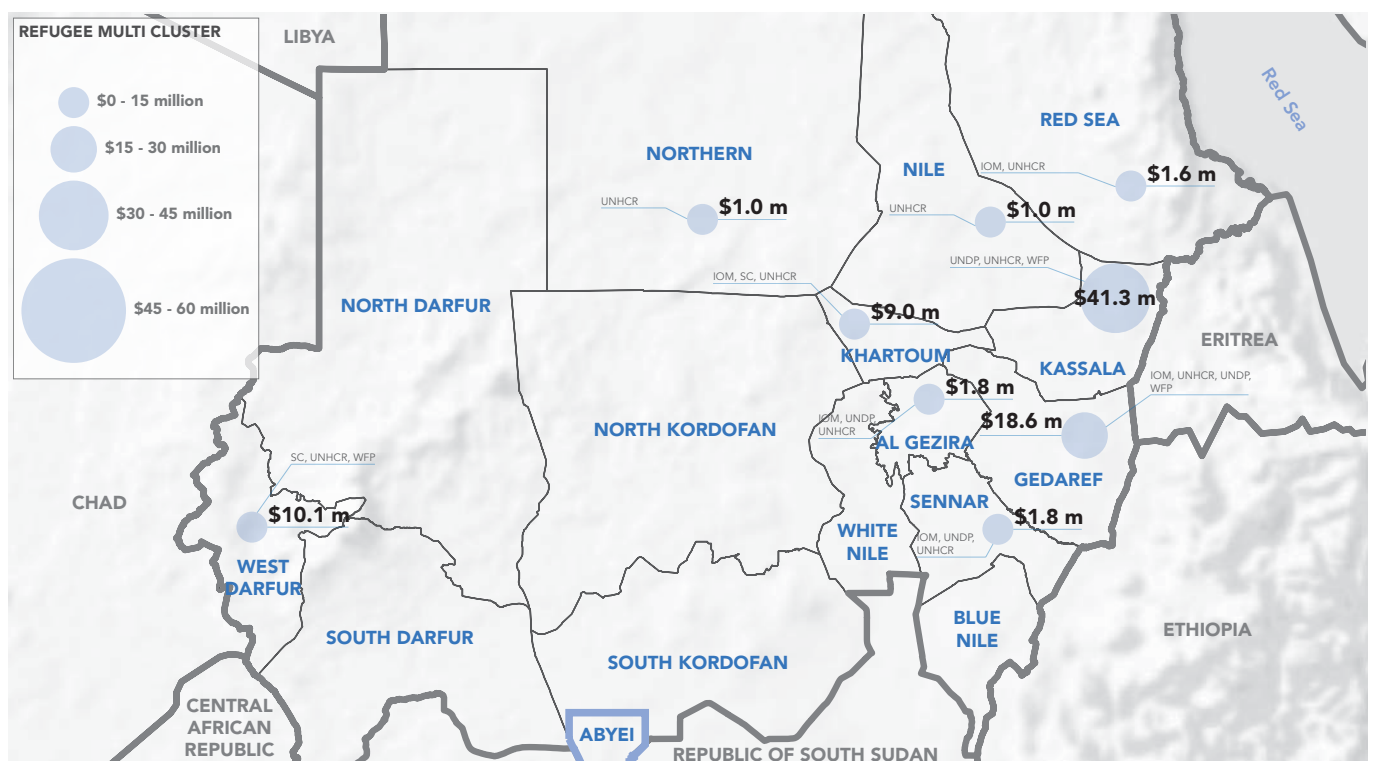 REFUGEE MULTI CLUSTER
$0 - 15 million
$15 - 30 million
$30 - 45 million
$45 - 60 million
LIBYA
Red Sea
RED SEA
IOM, UNHCR
$1.6 m
NORTHERN
UNHCR
$1.0 m
NILE
UNHCR
$1.0 m
UNDP, UNHCR, WFP
$41.3 m
IOM, SC, UNHCR
$9.0 m
NORTH DARFUR
KHARTOUM
KASSALA
ERITREA
IOM, UNHCR, UNDP,
WFP
$1.8 m
IOM, UNDP,
UNHCR
$18.6 m
NORTH KORDOFAN
AL GEZIRA
GEDAREF
SC, UNHCR, WFP
$10.1 m
CHAD
SENNAR
$1.8 m
IOM, UNDP,
UNHCR
WHITE
NILE
WEST
DARFUR
BLUE
NILE
ETHIOPIA
SOUTH DARFUR
SOUTH KORDOFAN
CENTRAL
AFRICAN
REPUBLIC
ABYEI
REPUBLIC OF SOUTH SUDAN